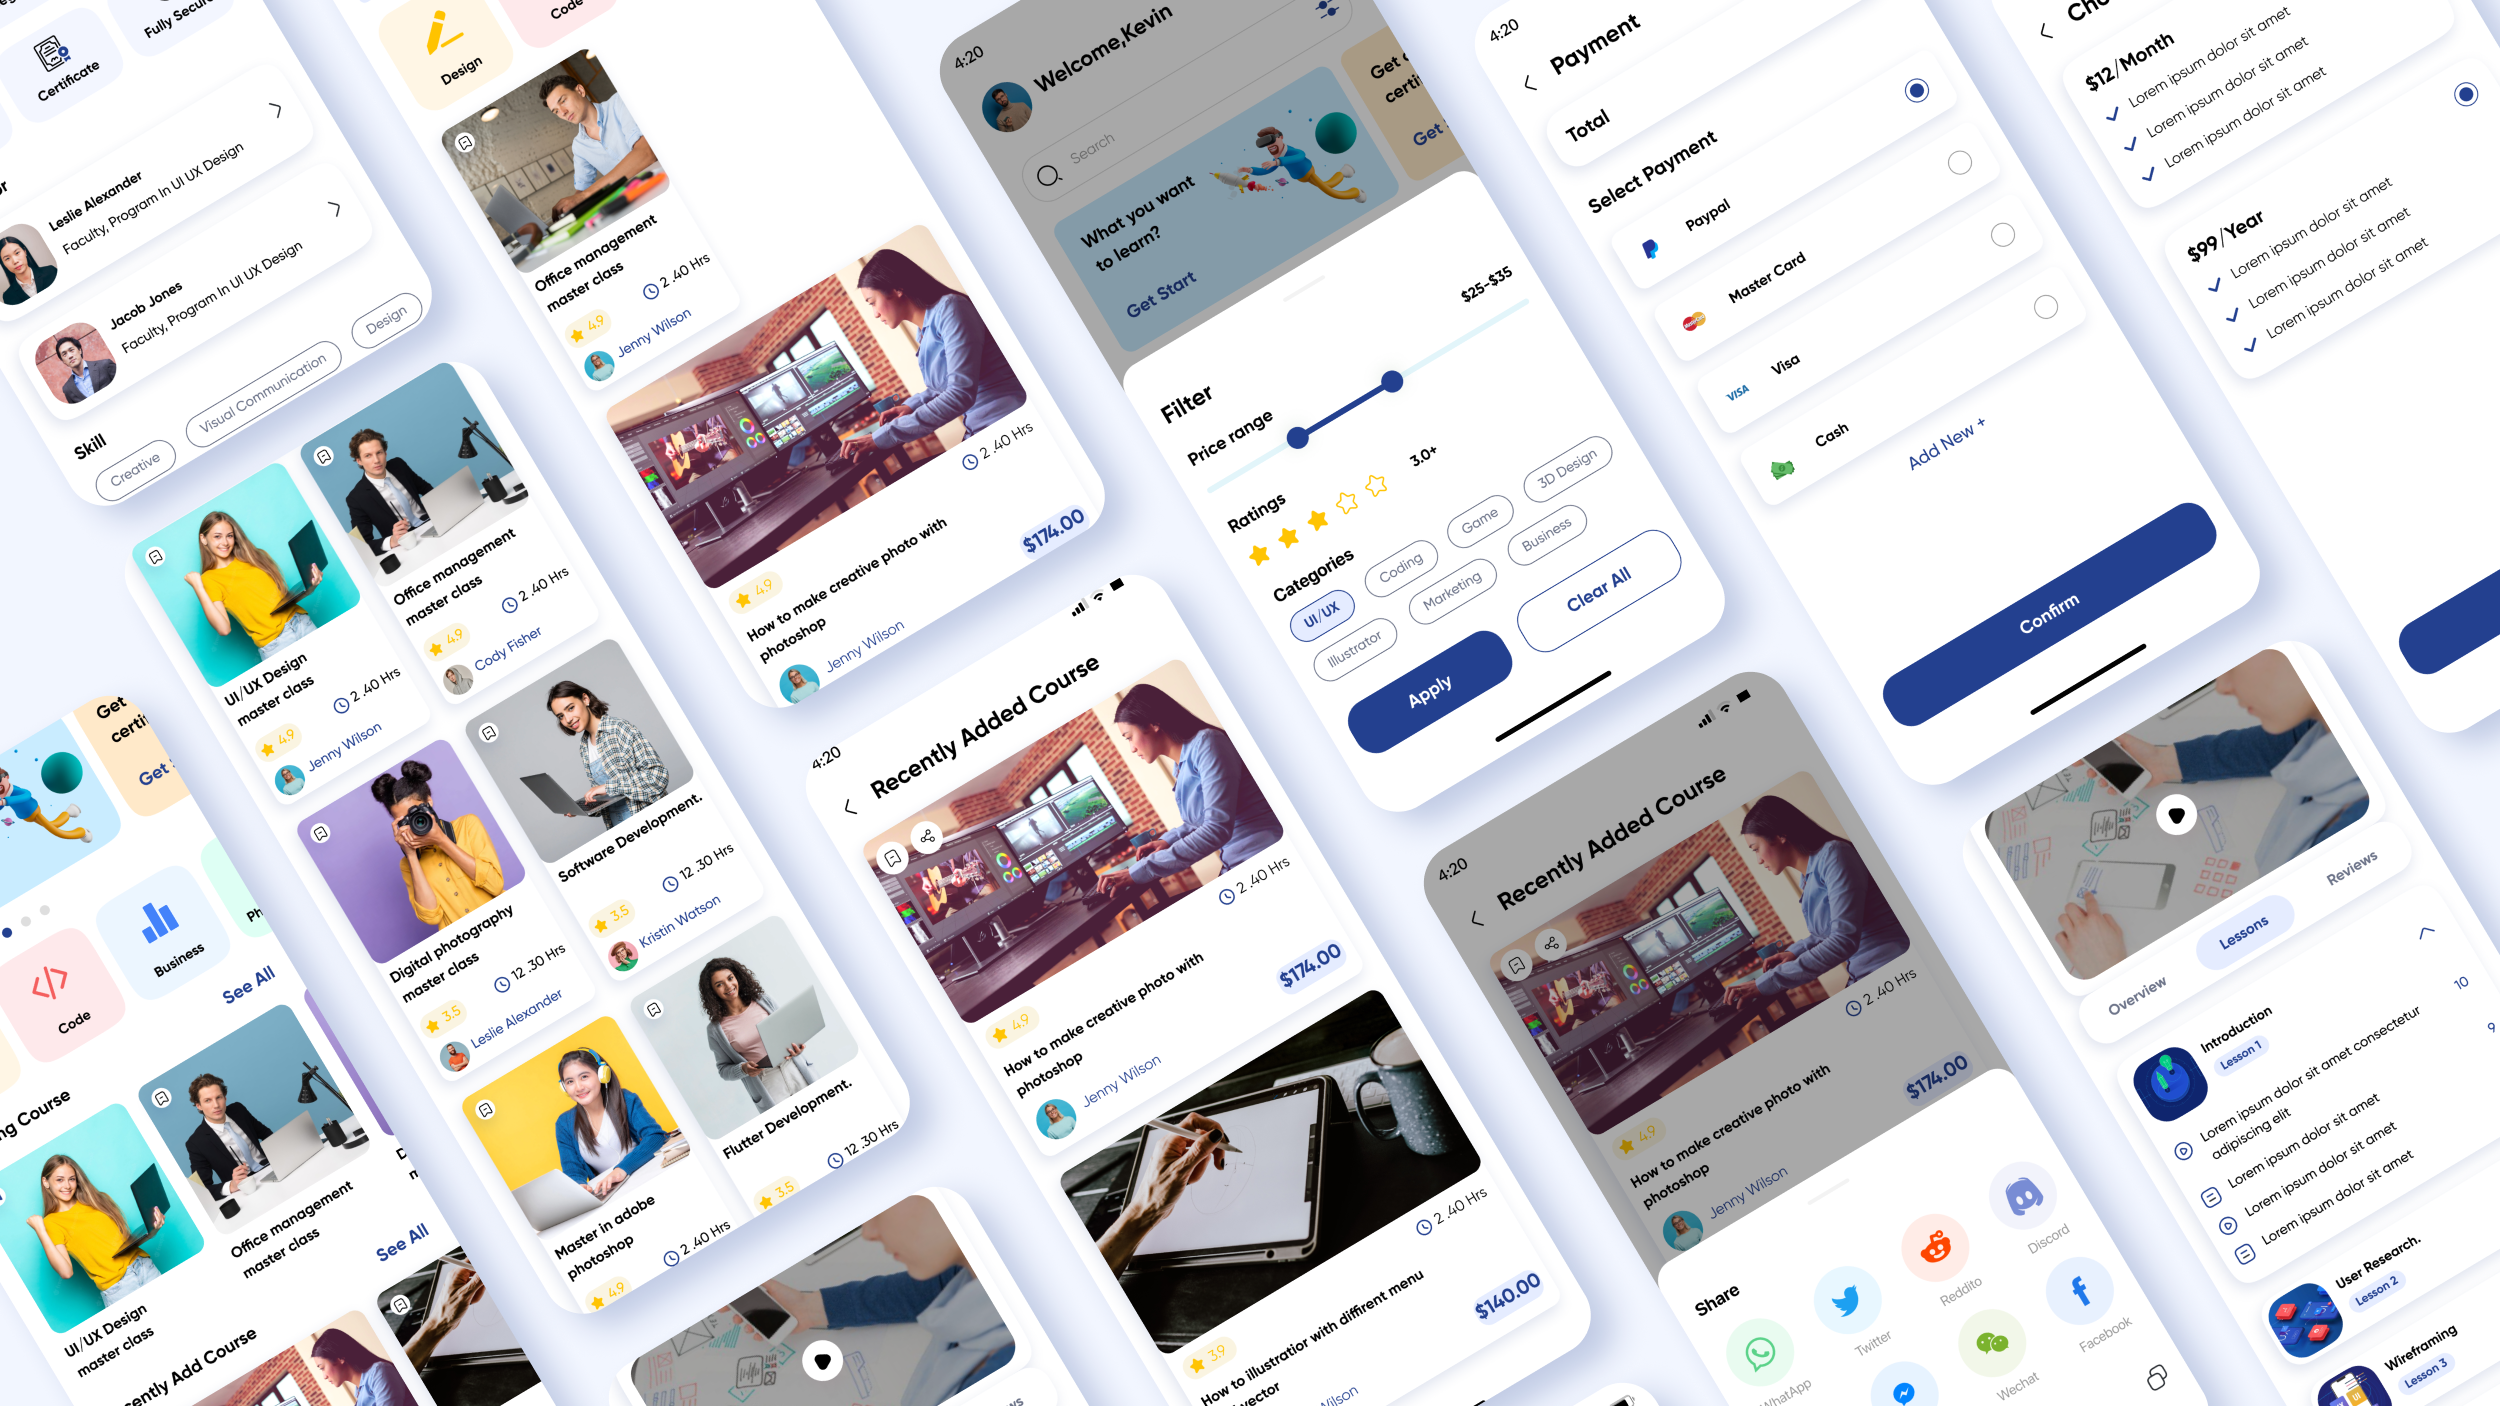 Certificate
Fully Secure
Leslie Alexander
Faculty, Program In UI UX Design
Jacob Jones
Faculty, Program In UI UX Design
Skill
Creative
Visual Communication
Design
Design
Code
Office management
master class
2 .40 Hrs
4.9
Jenny Wilson
2 .40 Hrs
4.9
$174.00
How to make creative photo with
photoshop
Jenny Wilson
4:20
Welcome,Kevin
Search
What you want
to learn?
Get Start
Get
certi
Get
Filter
$25-$35
Price range
Ratings
3.0+
Categories
UI/UX
Coding
Game
3D Design
Illustrator
Marketing
Business
Apply
Clear All
4:20
Payment
Total
Select Payment
Paypal
Master Card
VISA
Visa
Cash
Add New +
Confirm
$12/Month
Lorem ipsum dolor sit amet
Lorem ipsum dolor sit amet
Lorem ipsum dolor sit amet
$99/Year
Lorem ipsum dolor sit amet
Lorem ipsum dolor sit amet
Lorem ipsum dolor sit amet
Get
certi
Get
Code
Business
Ph
See All
ng Course
UI/UX Design
master class
Office management
master class
See All
cently Add Course
UI/UX Design
master class
2 .40 Hrs
4.9
Jenny Wilson
Office management
master class
2 .40 Hrs
4.9
Cody Fisher
Digital photography
master class
12 .30 Hrs
3.5
Leslie Alexander
Software Development.
12 .30 Hrs
3.5
Kristin Watson
Master in adobe
photoshop
2 .40 Hrs
4.9
Flutter Development.
12 .30 Hrs
3.5
4:20
Recently Added Course
2 .40 Hrs
4.9
$174.00
How to make creative photo with
photoshop
Jenny Wilson
2 .40 Hrs
3.9
$140.00
How to illustratior with diffirent menu
vector
Wilson
4:20
Recently Added Course
2 .40 Hrs
4.9
$174.00
How to make creative photo with
photoshop
Jenny Wilson
Share
WhatApp
Twitter
Reddito
Discord
Wechat
Facebook
Overview
Lessons
Reviews
Introduction
Lesson 1
10
Lorem ipsum dolor sit amet consectetur
adipiscing elit
Lorem ipsum dolor sit amet
Lorem ipsum dolor sit amet
Lorem ipsum dolor sit amet
9
User Research.
Lesson 2
Wireframing
Lesson 3